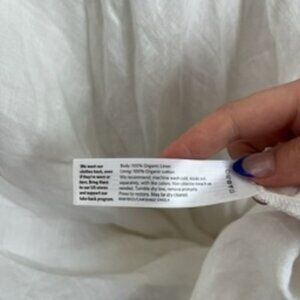 We want our
clothes back, even
if they're worn or
torn. Bring them
to our US stores
and support our
take-back program.
Body: 100% Organic Linen
Lining: 100% Organic Cotton
We recommend: machine wash cold, inside out,
separately, with like colors. Non-chlorine bleach as
needed. Tumble dry low, remove promptly.
Press to restore. May be dry cleaned.